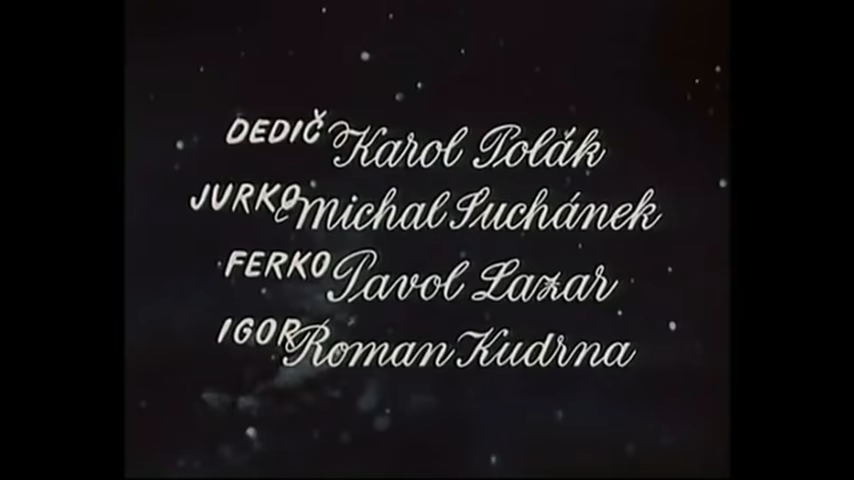 DEDIČ Karol Polák
JURKO Michal Suchánek
FERKO Pavol Lazar
IGOR Roman Kudrna